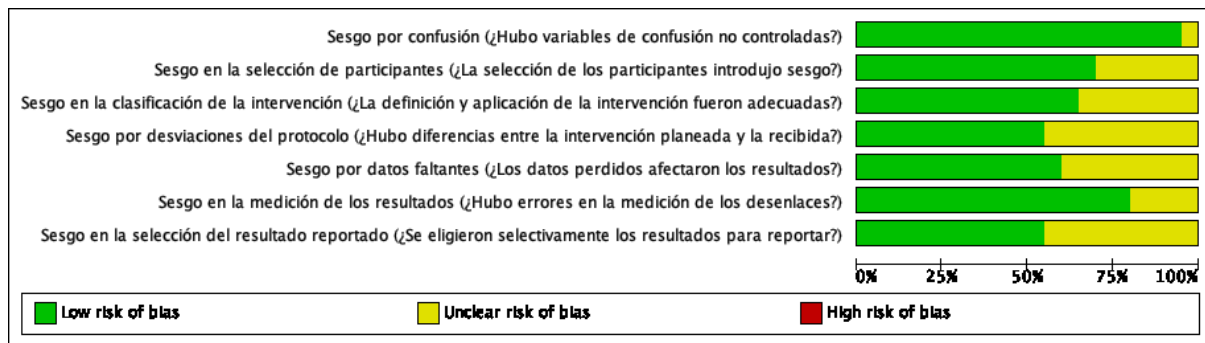 Sesgo por confusión (¿Hubo variables de confusión no controladas?)
Sesgo en la selección de participantes (¿La selección de los participantes introdujo sesgo?)
Sesgo en la clasificación de la intervención (¿La definición y aplicación de la intervención fueron adecuadas?)
Sesgo por desviaciones del protocolo (¿Hubo diferencias entre la intervención planeada y la recibida?)
Sesgo por datos faltantes (¿Los datos perdidos afectaron los resultados?)
Sesgo en la medición de los resultados (¿Hubo errores en la medición de los desenlaces?)
Sesgo en la selección del resultado reportado (¿Se eligieron selectivamente los resultados para reportar?)
0% 25% 50% 75% 100%
Low risk of bias Unclear risk of bias High risk of bias